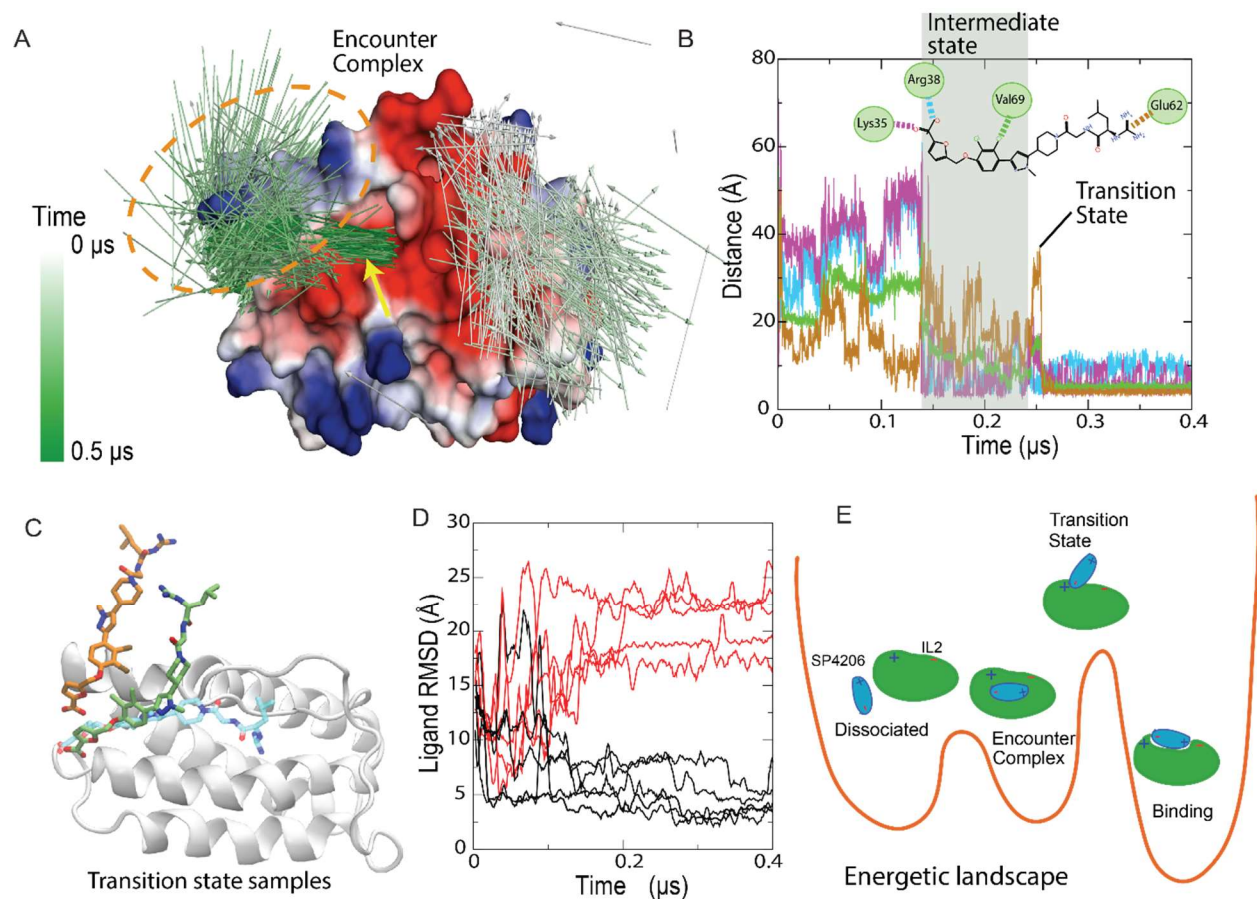 A
Encounter
Complex
Time
0 µs
0.5 µs
B
Intermediate
state
Arg38
Lys35
Val69
Glu62
Transition
State
Distance (Å)
80
60
40
20
0
0
0.1
0.2
0.3
0.4
Time (µs)
C
Transition state samples
D
Ligand RMSD (Å)
30
25
20
15
10
5
0
0
0.2
0.4
Time (µs)
E
Transition
State
SP4206
IL2
Dissociated
Encounter
Complex
Binding
Energetic landscape